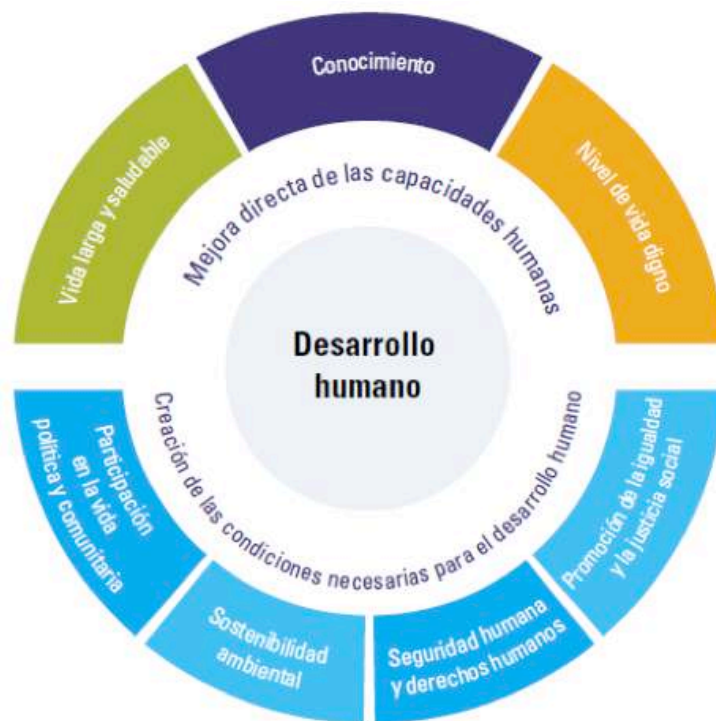 Conocimiento
Vida larga y saludable
Nivel de vida digno
Mejora directa de las capacidades humanas
Desarrollo
humano
Creación de las condiciones necesarias para el desarrollo humano
Participación
en la vida
política y comunitaria
Sostenibilidad
ambiental
Seguridad humana
y derechos humanos
Promoción de la igualdad
y la justicia social